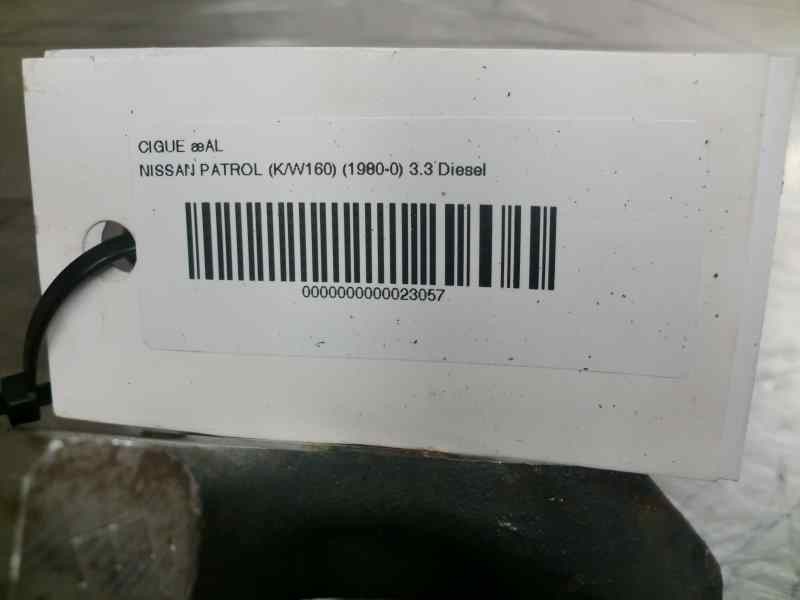 CIGUE æAL
NISSAN PATROL (K/W160) (1980-0) 3.3 Diesel
0000000000023057